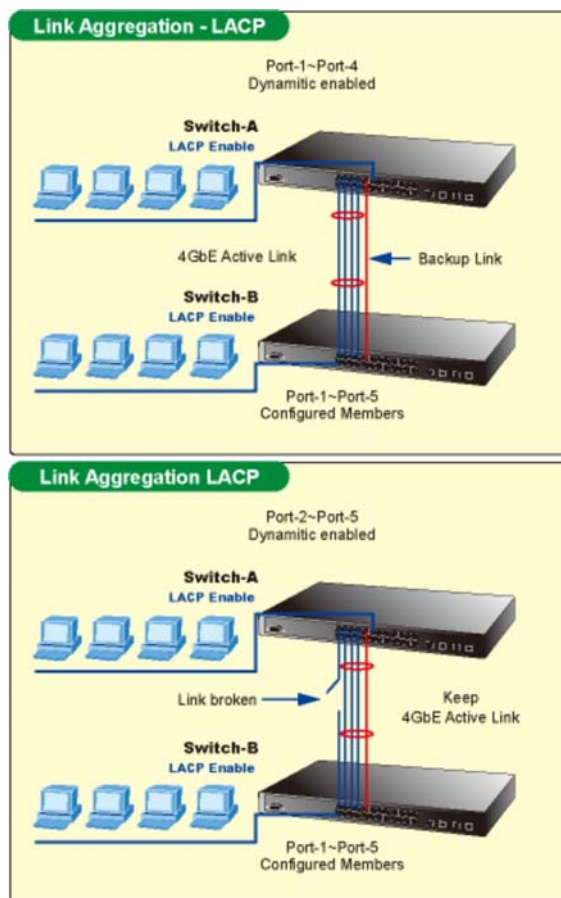 Link Aggregation - LACP
Port-1~Port-4
Dynamitic enabled
Switch-A
LACP Enable
4GbE Active Link
Backup Link
Switch-B
LACP Enable
Port-1~Port-5
Configured Members
Link Aggregation LACP
Port-2~Port-5
Dynamitic enabled
Switch-A
LACP Enable
Link broken
Keep
4GbE Active Link
Switch-B
LACP Enable
Port-1~Port-5
Configured Members